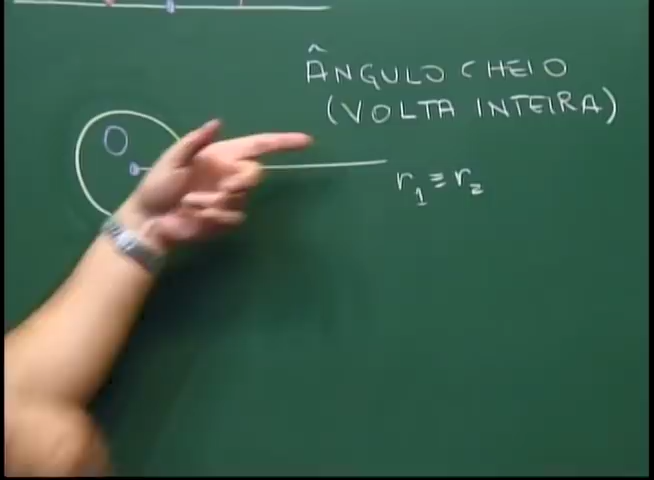 ÂNGULO CHEIO
(VOLTA INTEIRA)
O
r₁ ≡ r₂